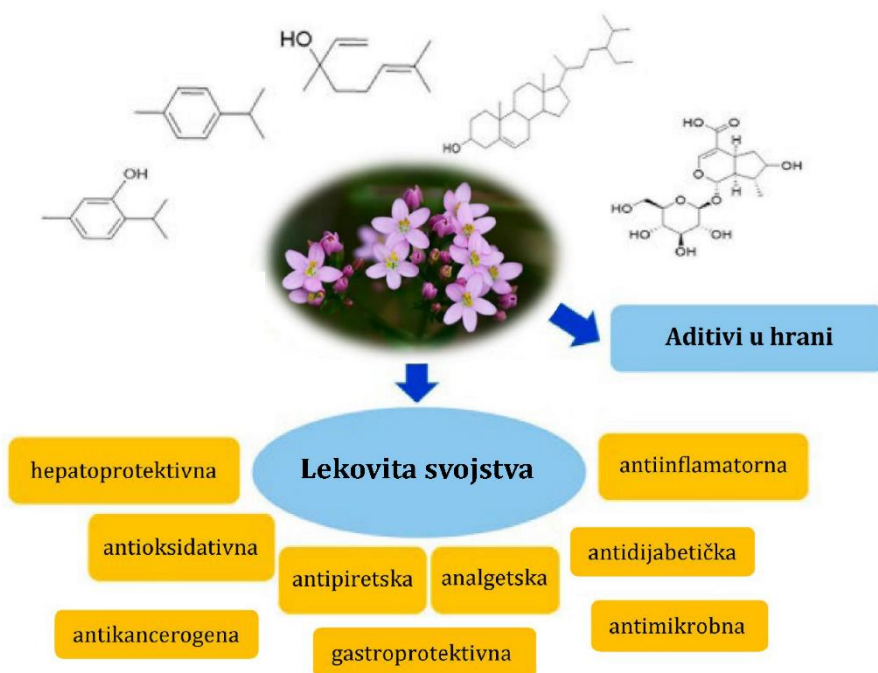 HO
OH
HO
HO
O
O
OH
O
HO
O
HO
OH
OH
H
H
HO
Aditivi u hrani
Lekovita svojstva
hepatoprotektivna
antiinflamatorna
antioksidativna
antidijabetička
antipiretska
analgetska
antikancerogena
antimikrobna
gastroprotektivna